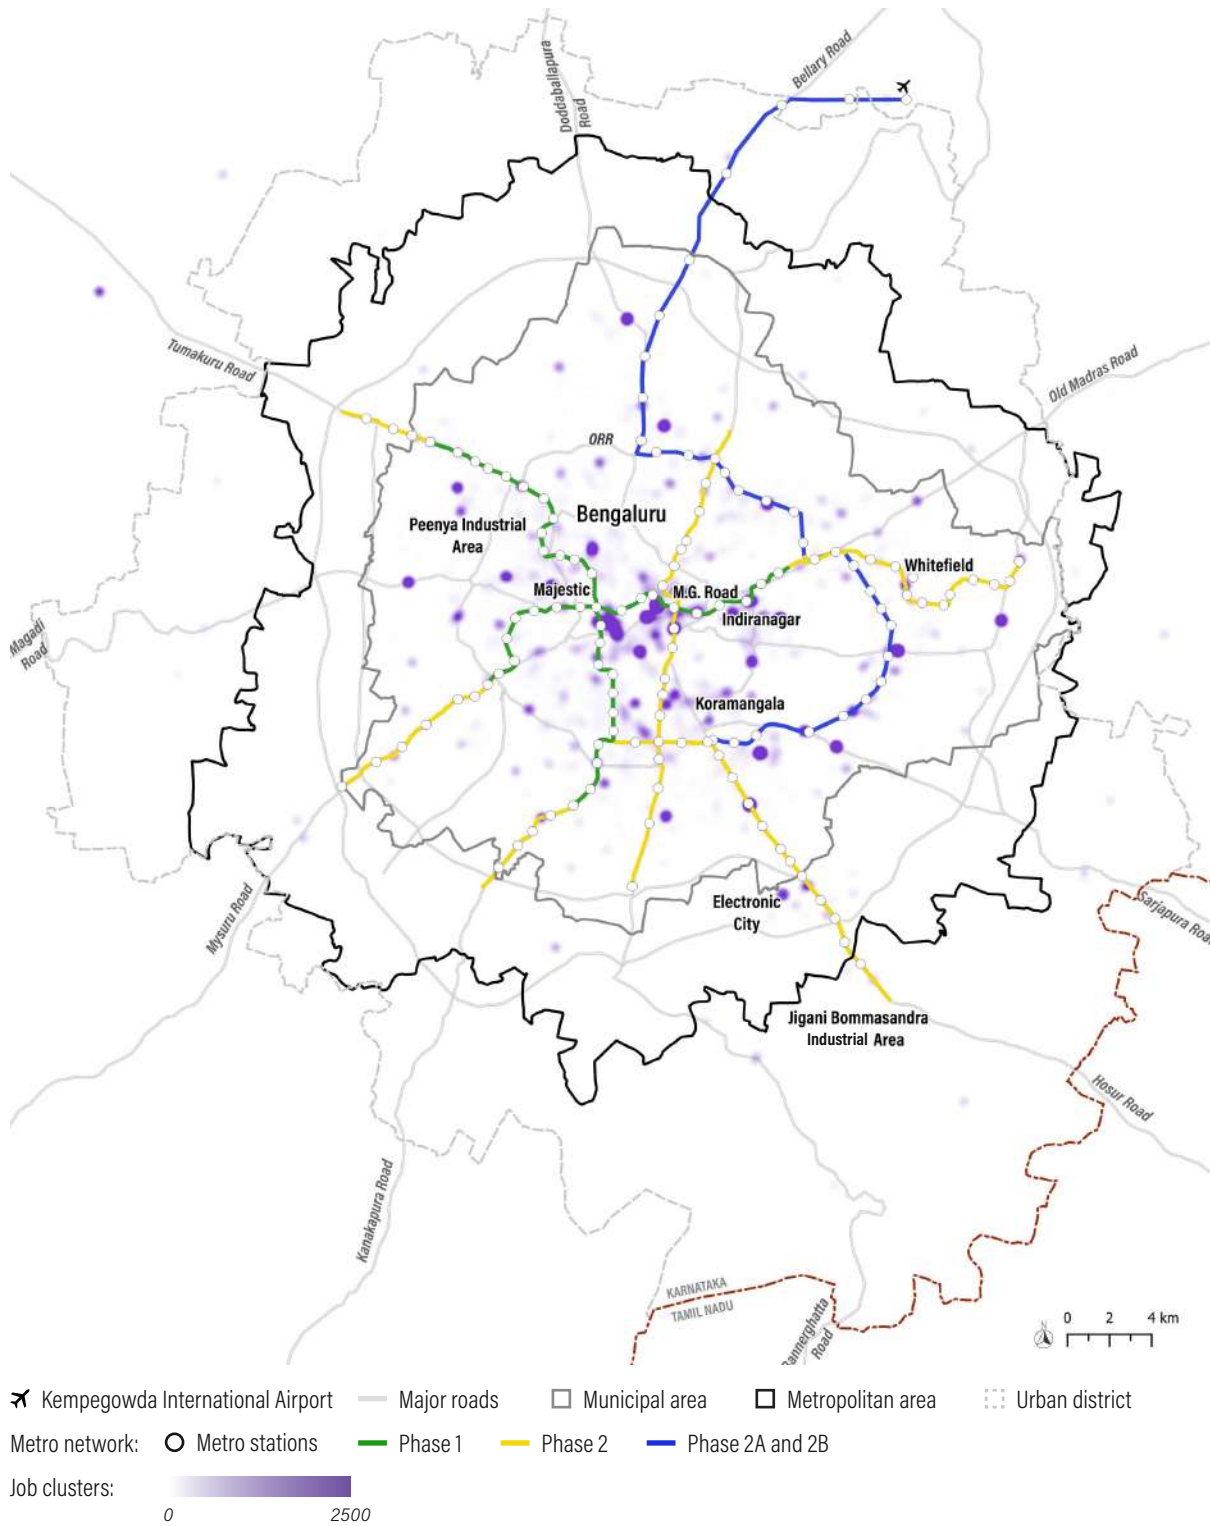 Bellary Road
Doddaballapura
Road
Tumakuru Road
Old Madras Road
ORR
Bengaluru
Peenya Industrial
Area
Whitefield
Majestic
M.G. Road
Indiranagar
Magadi
Road
Koramangala
Mysuru Road
Electronic
City
Sarjapura Road
Jigani Bommasandra
Industrial Area
Hosur Road
Kanakapura Road
KARNATAKA
TAMIL NADU
Bannerghatta
Road
N
0 2 4 km
Kempegowda International Airport Major roads Municipal area Metropolitan area Urban district
Metro network: Metro stations Phase 1 Phase 2 Phase 2A and 2B
Job clusters:
0 2500